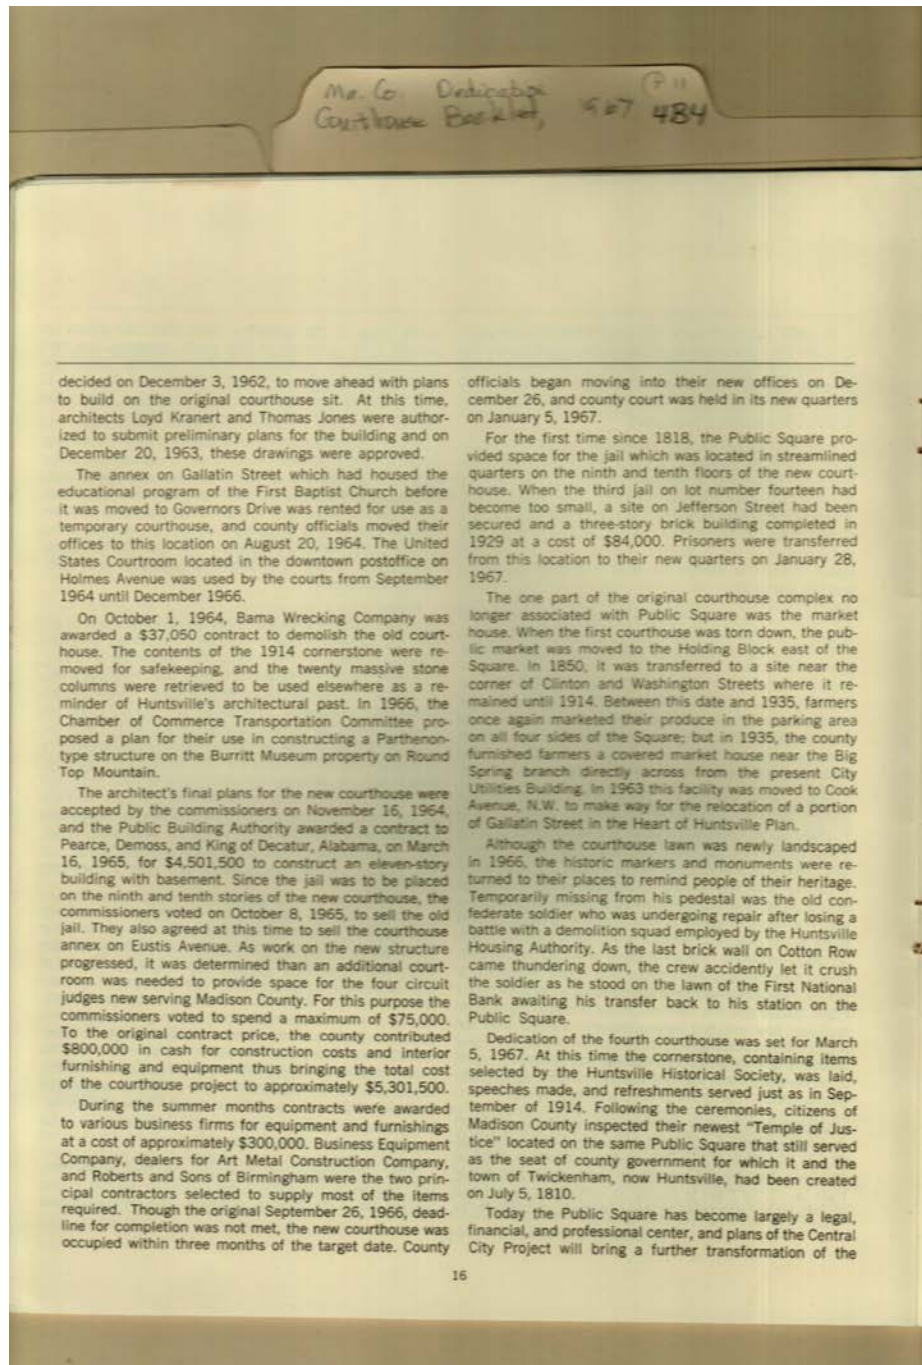 Ma. Co. Dedication
Courthouse Booklet, 1967 484
decided on December 3, 1962, to move ahead with plans
to build on the original courthouse sit. At this time,
architects Loyd Kranert and Thomas Jones were author-
ized to submit preliminary plans for the building and on
December 20, 1963, these drawings were approved.
The annex on Gallatin Street which had housed the
educational program of the First Baptist Church before
it was moved to Governors Drive was rented for use as a
temporary courthouse, and county officials moved their
offices to this location on August 20, 1964. The United
States Courtroom located in the downtown postoffice on
Holmes Avenue was used by the courts from September
1964 until December 1966.
On October 1, 1964, Bama Wrecking Company was
awarded a $37,050 contract to demolish the old court-
house. The contents of the 1914 cornerstone were re-
moved for safekeeping, and the twenty massive stone
columns were retrieved to be used elsewhere as a re-
minder of Huntsville's architectural past. In 1966, the
Chamber of Commerce Transportation Committee pro-
posed a plan for their use in constructing a Parthenon-
type structure on the Burritt Museum property on Round
Top Mountain.
The architect's final plans for the new courthouse were
accepted by the commissioners on November 16, 1964,
and the Public Building Authority awarded a contract to
Pearce, Demoss, and King of Decatur, Alabama, on March
16, 1965, for $4,501,500 to construct an eleven-story
building with basement. Since the jail was to be placed
on the ninth and tenth stories of the new courthouse, the
commissioners voted on October 8, 1965, to sell the old
jail. They also agreed at this time to sell the courthouse
annex on Eustis Avenue. As work on the new structure
progressed, it was determined than an additional court-
room was needed to provide space for the four circuit
judges new serving Madison County. For this purpose the
commissioners voted to spend a maximum of $75,000.
To the original contract price, the county contributed
$800,000 in cash for construction costs and interior
furnishing and equipment thus bringing the total cost
of the courthouse project to approximately $5,301,500.
During the summer months contracts were awarded
to various business firms for equipment and furnishings
at a cost of approximately $300,000. Business Equipment
Company, dealers for Art Metal Construction Company,
and Roberts and Sons of Birmingham were the two prin-
cipal contractors selected to supply most of the items
required. Though the original September 26, 1966, dead-
line for completion was not met, the new courthouse was
occupied within three months of the target date. County
officials began moving into their new offices on De-
cember 26, and county court was held in its new quarters
on January 5, 1967.
For the first time since 1818, the Public Square pro-
vided space for the jail which was located in streamlined
quarters on the ninth and tenth floors of the new court-
house. When the third jail on lot number fourteen had
become too small, a site on Jefferson Street had been
secured and a three-story brick building completed in
1929 at a cost of $84,000. Prisoners were transferred
from this location to their new quarters on January 28,
1967.
The one part of the original courthouse complex no
longer associated with Public Square was the market
house. When the first courthouse was torn down, the pub-
lic market was moved to the Holding Block east of the
Square. In 1850, it was transferred to a site near the
corner of Clinton and Washington Streets where it re-
mained until 1914. Between this date and 1935, farmers
once again marketed their produce in the parking area
on all four sides of the Square; but in 1935, the county
furnished farmers a covered market house near the Big
Spring branch directly across from the present City
Utilities Building. In 1963 this facility was moved to Cook
Avenue, N.W. to make way for the relocation of a portion
of Gallatin Street in the Heart of Huntsville Plan.
Although the courthouse lawn was newly landscaped
in 1966, the historic markers and monuments were re-
turned to their places to remind people of their heritage.
Temporarily missing from his pedestal was the old con-
federate soldier who was undergoing repair after losing a
battle with a demolition squad employed by the Huntsville
Housing Authority. As the last brick wall on Cotton Row
came thundering down, the crew accidently let it crush
the soldier as he stood on the lawn of the First National
Bank awaiting his transfer back to his station on the
Public Square.
Dedication of the fourth courthouse was set for March
5, 1967. At this time the cornerstone, containing items
selected by the Huntsville Historical Society, was laid,
speeches made, and refreshments served just as in Sep-
tember of 1914. Following the ceremonies, citizens of
Madison County inspected their newest "Temple of Jus-
tice" located on the same Public Square that still served
as the seat of county government for which it and the
town of Twickenham, now Huntsville, had been created
on July 5, 1810.
Today the Public Square has become largely a legal,
financial, and professional center, and plans of the Central
City Project will bring a further transformation of the
16